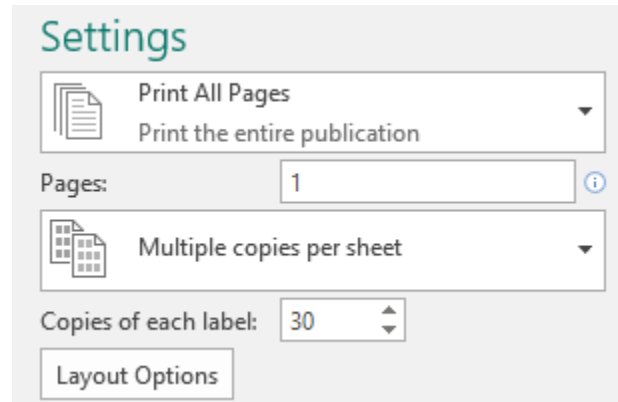 Settings
Print All Pages
Print the entire publication
Pages: 1
Multiple copies per sheet
Copies of each label: 30
Layout Options